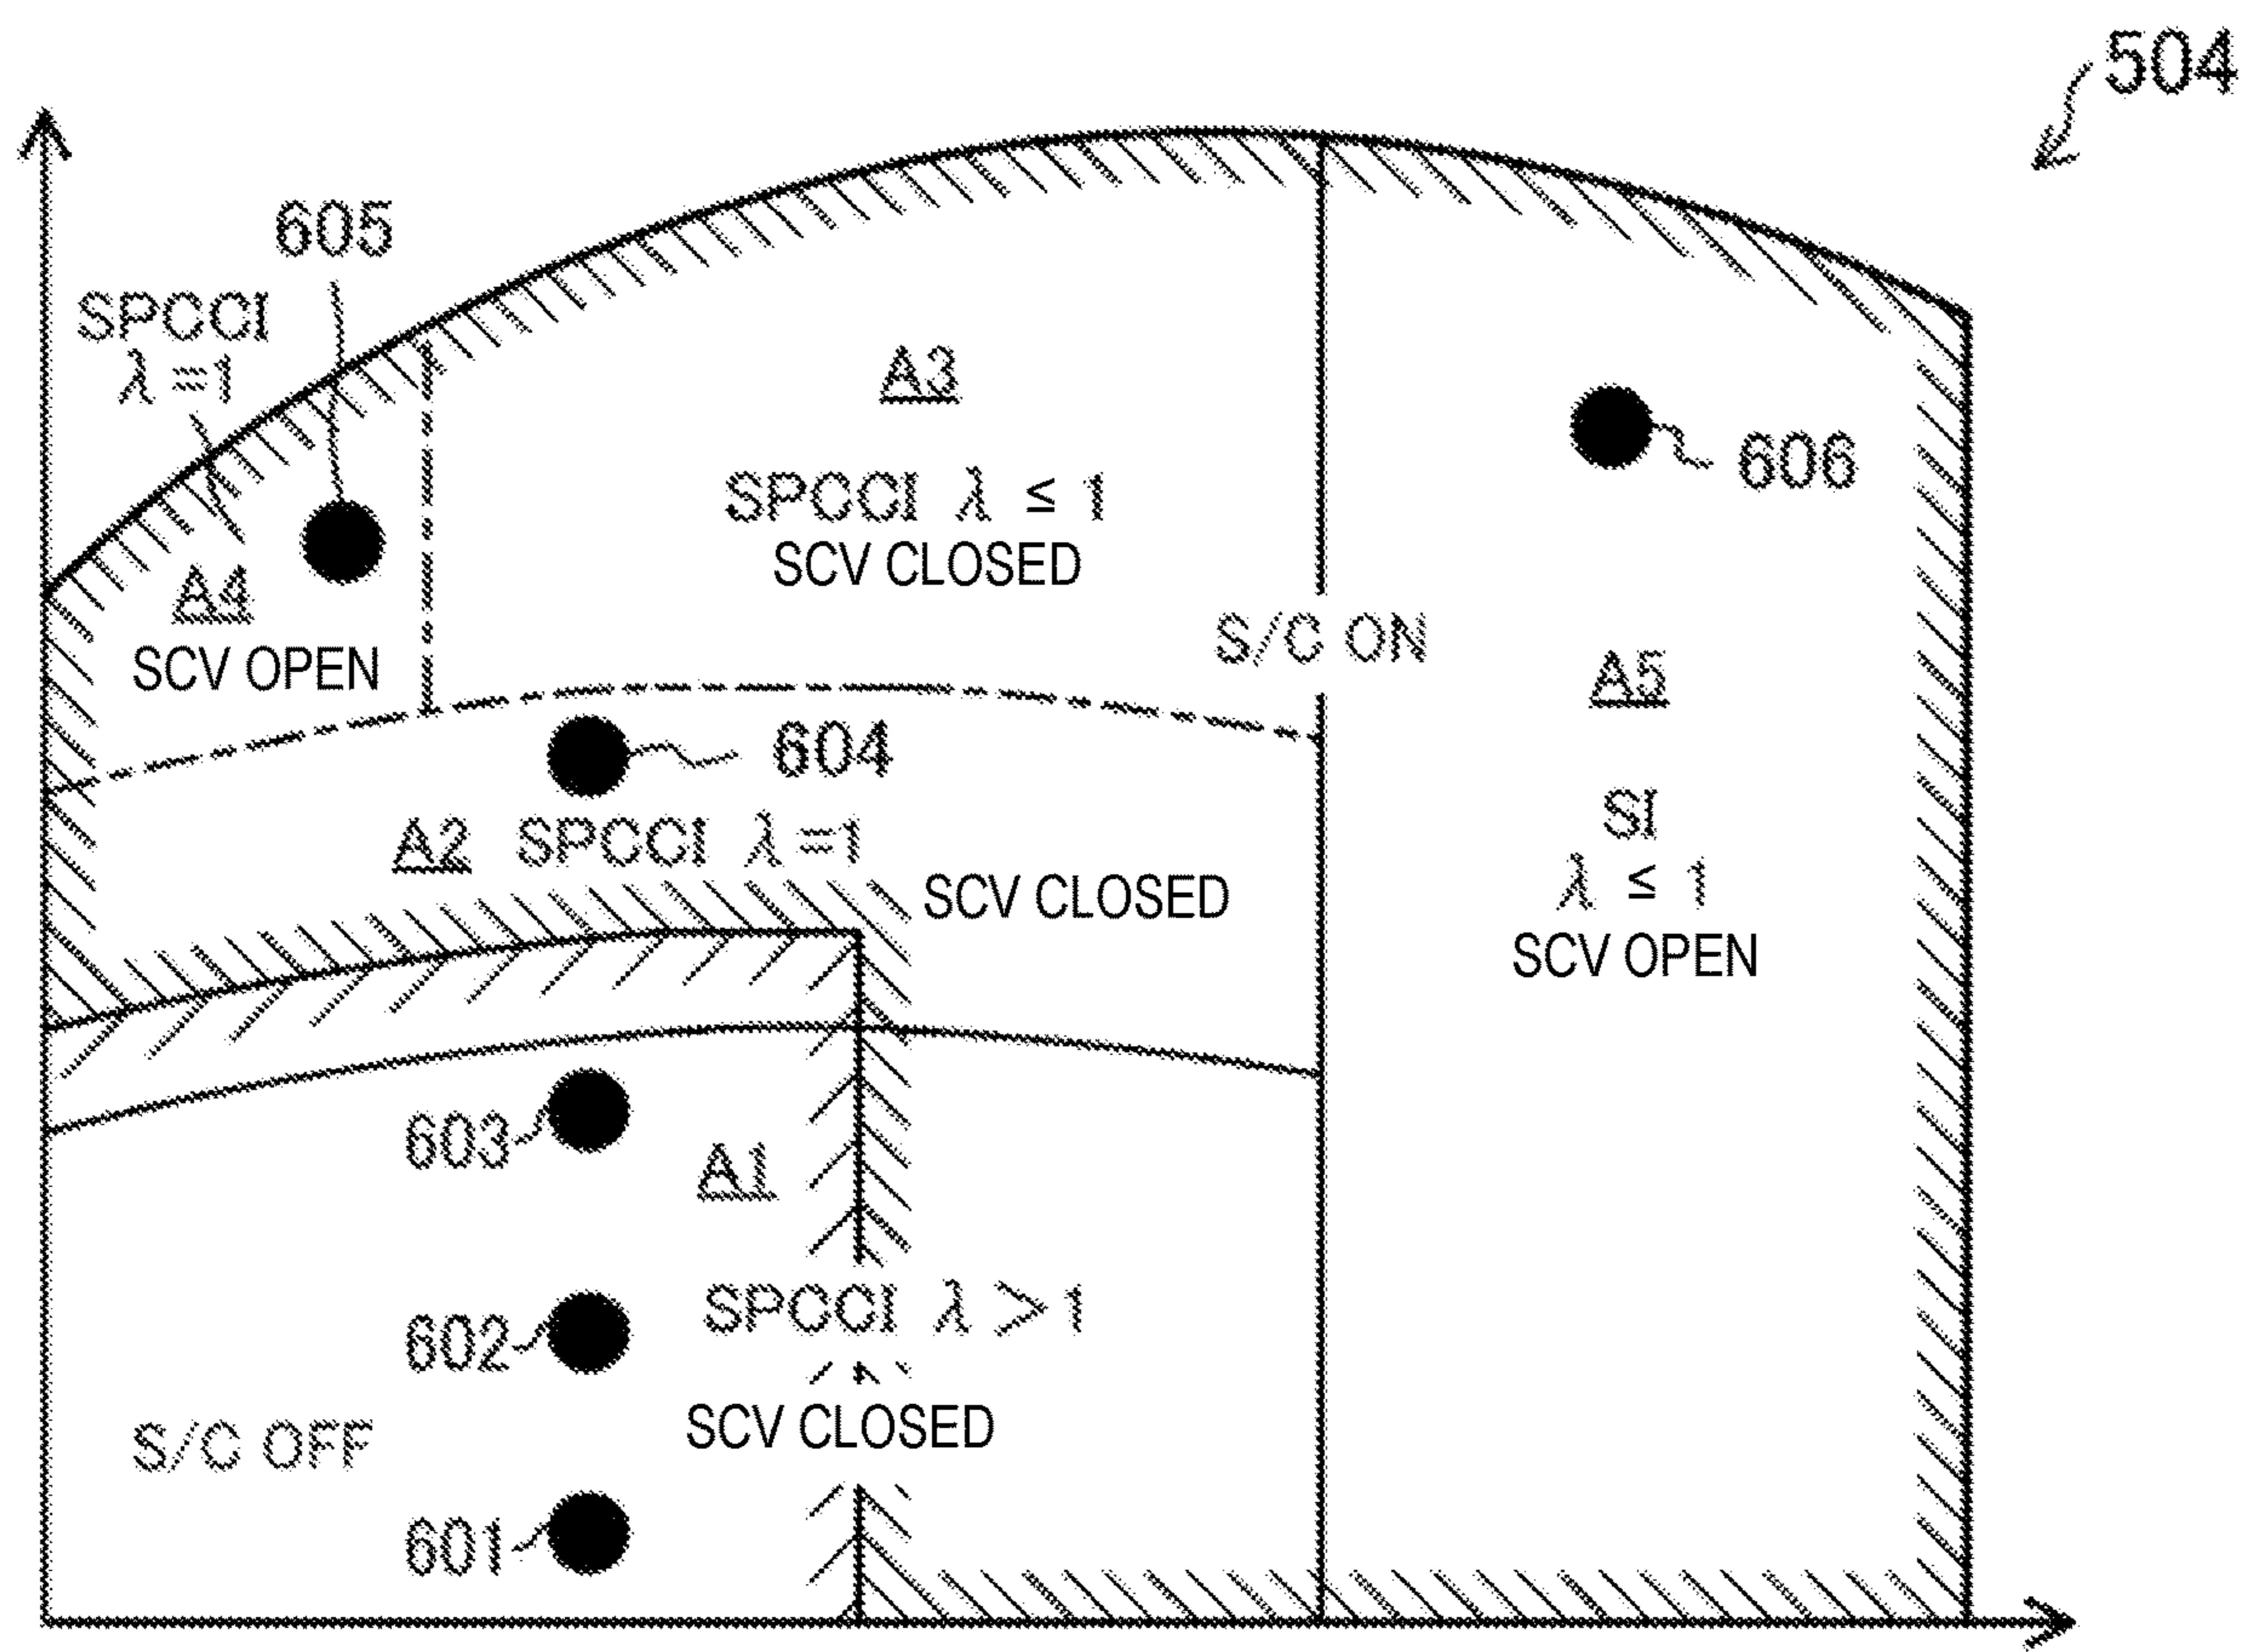 504
605
SPCCI
λ=1
A3
606
SPCCI λ ≤ 1
SCV CLOSED
A4
SCV OPEN
S/C ON
A5
604
SI
λ ≤ 1
SCV OPEN
A2 SPCCI λ=1
SCV CLOSED
603
A1
602
SPCCI λ>1
SCV CLOSED
S/C OFF
601